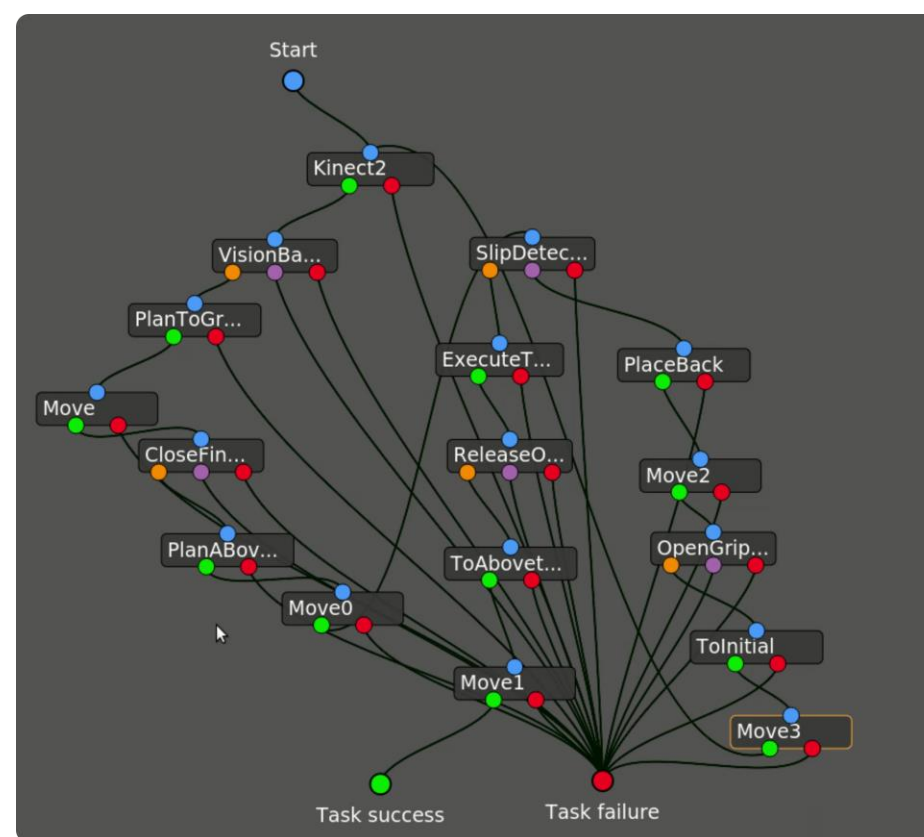 Start
Kinect2
VisionBa...
SlipDetec...
PlanToGr...
ExecuteT...
PlaceBack
Move
CloseFin...
ReleaseO...
Move2
PlanABov...
ToAbovet...
OpenGrip...
Move0
ToInitial
Move1
Move3
Task success
Task failure